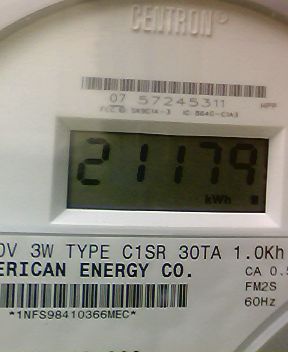 CENTRON®
07 57245311
21179
kWh
0V 3W TYPE C1SR 30TA 1.0Kh
ERICAN ENERGY CO.
CA 0.5
FM2S
60Hz
*1NFS98410366MEC*